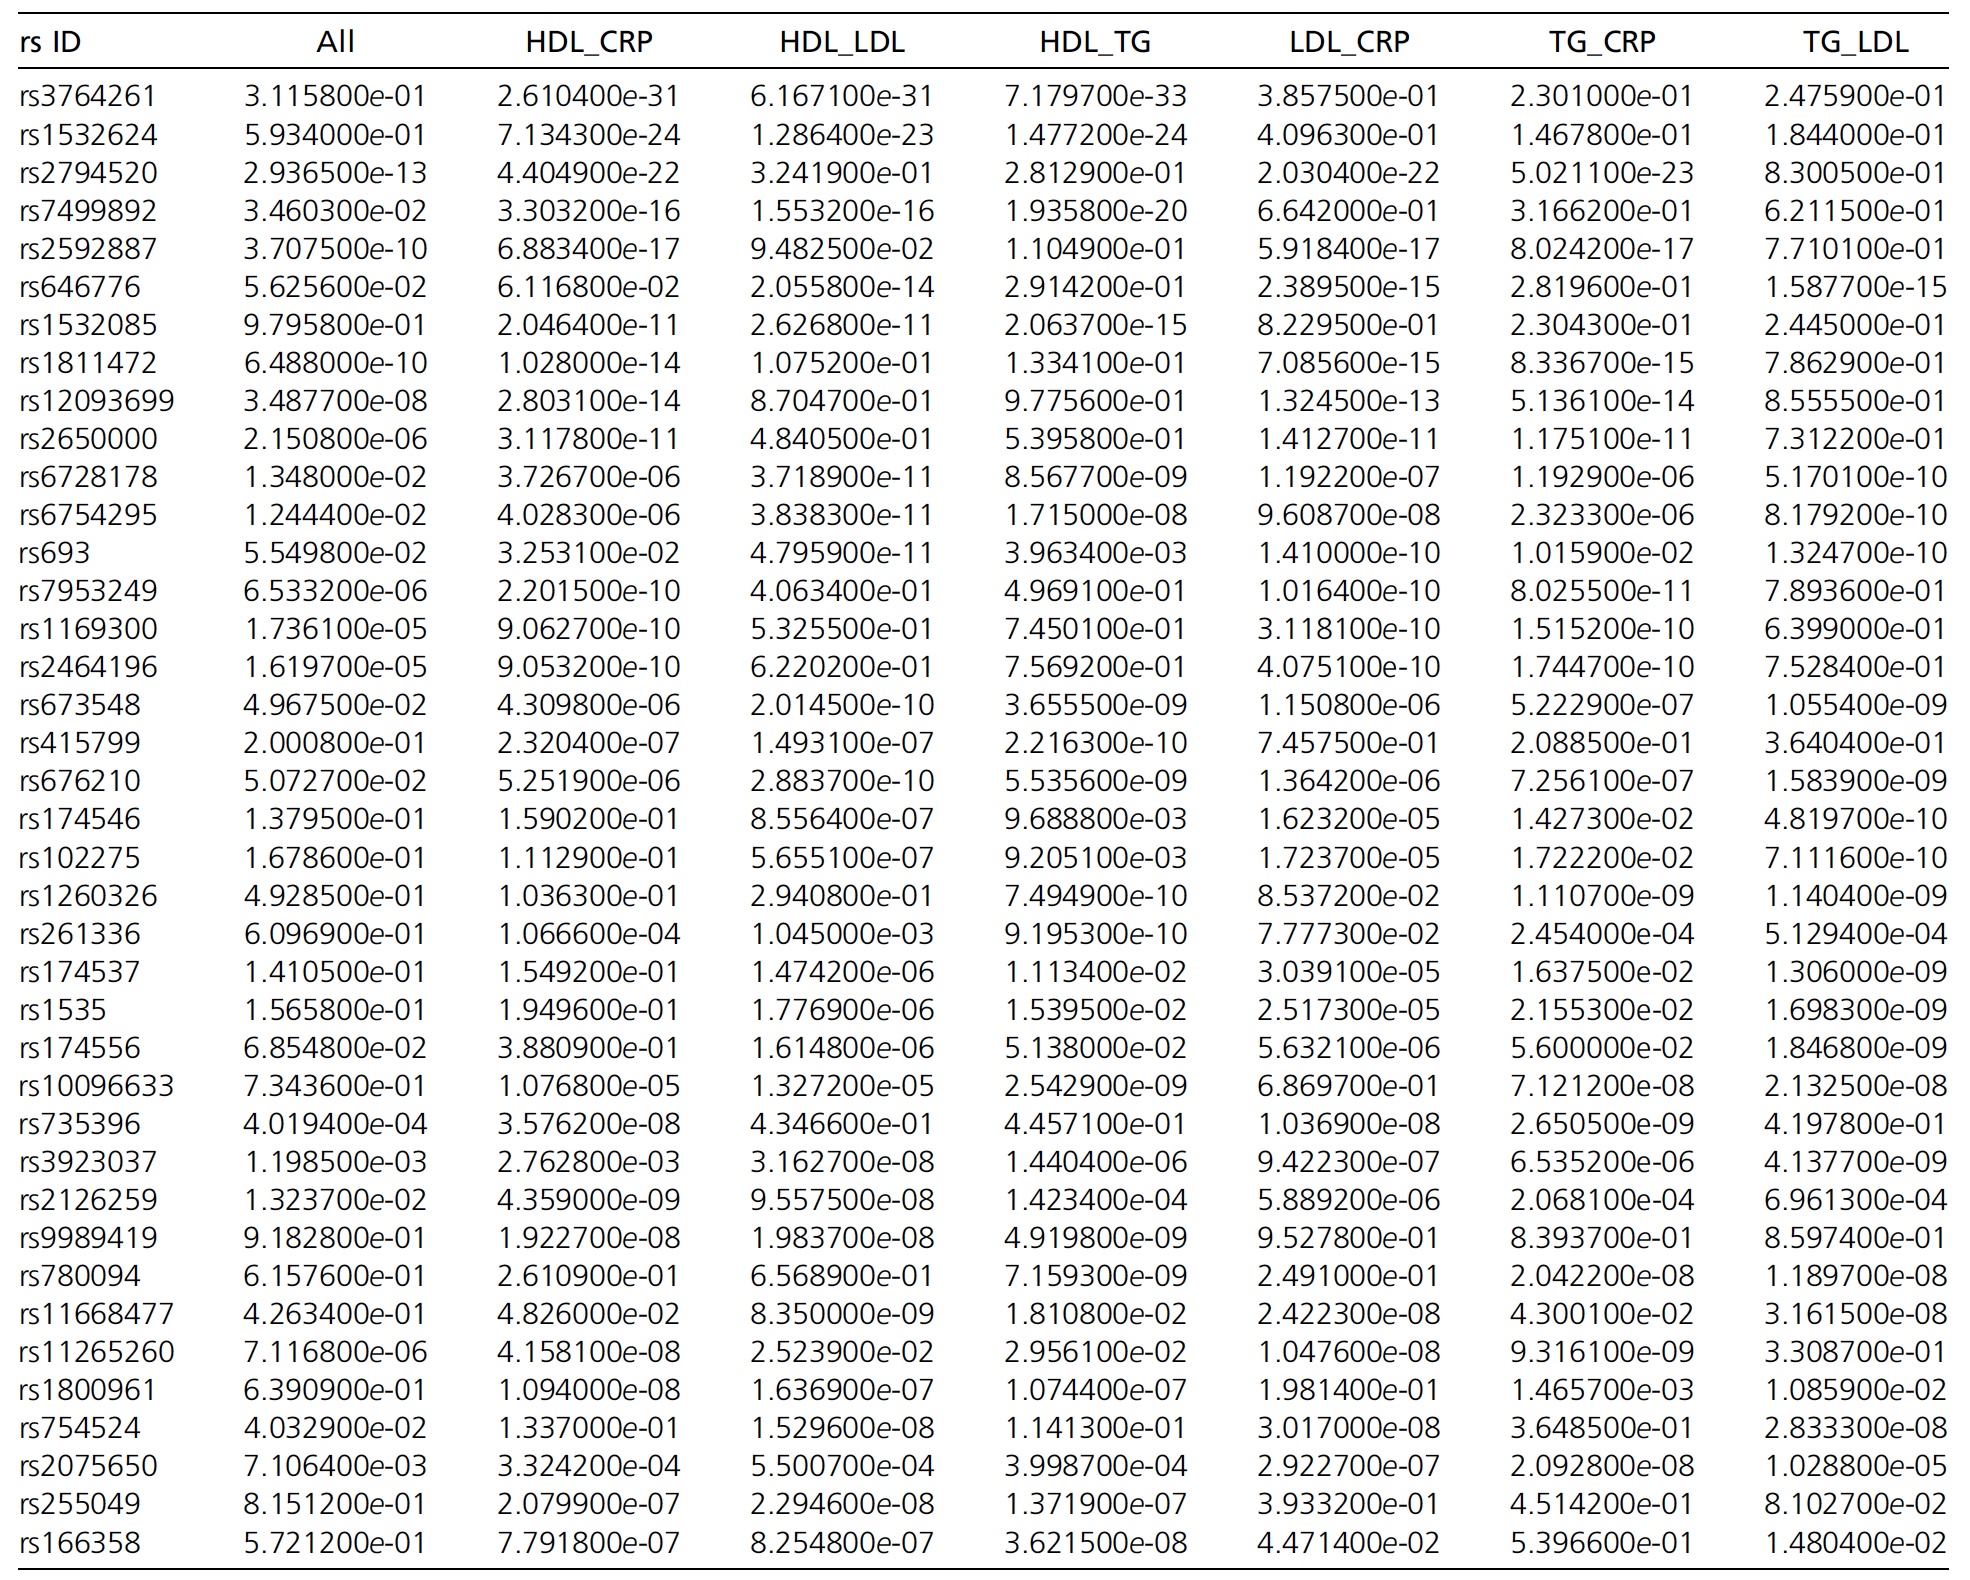 rs ID All HDL_CRP HDL_LDL HDL_TG LDL_CRP TG_CRP TG_LDL
rs3764261 3.115800e-01 2.610400e-31 6.167100e-31 7.179700e-33 3.857500e-01 2.301000e-01 2.475900e-01
rs1532624 5.934000e-01 7.134300e-24 1.286400e-23 1.477200e-24 4.096300e-01 1.467800e-01 1.844000e-01
rs2794520 2.936500e-13 4.404900e-22 3.241900e-01 2.812900e-01 2.030400e-22 5.021100e-23 8.300500e-01
rs7499892 3.460300e-02 3.303200e-16 1.553200e-16 1.935800e-20 6.642000e-01 3.166200e-01 6.211500e-01
rs2592887 3.707500e-10 6.883400e-17 9.482500e-02 1.104900e-01 5.918400e-17 8.024200e-17 7.710100e-01
rs646776 5.625600e-02 6.116800e-02 2.055800e-14 2.914200e-01 2.389500e-15 2.819600e-01 1.587700e-15
rs1532085 9.795800e-01 2.046400e-11 2.626800e-11 2.063700e-15 8.229500e-01 2.304300e-01 2.445000e-01
rs1811472 6.488000e-10 1.028000e-14 1.075200e-01 1.334100e-01 7.085600e-15 8.336700e-15 7.862900e-01
rs12093699 3.487700e-08 2.803100e-14 8.704700e-01 9.775600e-01 1.324500e-13 5.136100e-14 8.555500e-01
rs2650000 2.150800e-06 3.117800e-11 4.840500e-01 5.395800e-01 1.412700e-11 1.175100e-11 7.312200e-01
rs6728178 1.348000e-02 3.726700e-06 3.718900e-11 8.567700e-09 1.192200e-07 1.192900e-06 5.170100e-10
rs6754295 1.244400e-02 4.028300e-06 3.838300e-11 1.715000e-08 9.608700e-08 2.323300e-06 8.179200e-10
rs693 5.549800e-02 3.253100e-02 4.795900e-11 3.963400e-03 1.410000e-10 1.015900e-02 1.324700e-10
rs7953249 6.533200e-06 2.201500e-10 4.063400e-01 4.969100e-01 1.016400e-10 8.025500e-11 7.893600e-01
rs1169300 1.736100e-05 9.062700e-10 5.325500e-01 7.450100e-01 3.118100e-10 1.515200e-10 6.399000e-01
rs2464196 1.619700e-05 9.053200e-10 6.220200e-01 7.569200e-01 4.075100e-10 1.744700e-10 7.528400e-01
rs673548 4.967500e-02 4.309800e-06 2.014500e-10 3.655500e-09 1.150800e-06 5.222900e-07 1.055400e-09
rs415799 2.000800e-01 2.320400e-07 1.493100e-07 2.216300e-10 7.457500e-01 2.088500e-01 3.640400e-01
rs676210 5.072700e-02 5.251900e-06 2.883700e-10 5.535600e-09 1.364200e-06 7.256100e-07 1.583900e-09
rs174546 1.379500e-01 1.590200e-01 8.556400e-07 9.688800e-03 1.623200e-05 1.427300e-02 4.819700e-10
rs102275 1.678600e-01 1.112900e-01 5.655100e-07 9.205100e-03 1.723700e-05 1.722200e-02 7.111600e-10
rs1260326 4.928500e-01 1.036300e-01 2.940800e-01 7.494900e-10 8.537200e-02 1.110700e-09 1.140400e-09
rs261336 6.096900e-01 1.066600e-04 1.045000e-03 9.195300e-10 7.777300e-02 2.454000e-04 5.129400e-04
rs174537 1.410500e-01 1.549200e-01 1.474200e-06 1.113400e-02 3.039100e-05 1.637500e-02 1.306000e-09
rs1535 1.565800e-01 1.949600e-01 1.776900e-06 1.539500e-02 2.517300e-05 2.155300e-02 1.698300e-09
rs174556 6.854800e-02 3.880900e-01 1.614800e-06 5.138000e-02 5.632100e-06 5.600000e-02 1.846800e-09
rs10096633 7.343600e-01 1.076800e-05 1.327200e-05 2.542900e-09 6.869700e-01 7.121200e-08 2.132500e-08
rs735396 4.019400e-04 3.576200e-08 4.346600e-01 4.457100e-01 1.036900e-08 2.650500e-09 4.197800e-01
rs3923037 1.198500e-03 2.762800e-03 3.162700e-08 1.440400e-06 9.422300e-07 6.535200e-06 4.137700e-09
rs2126259 1.323700e-02 4.359000e-09 9.557500e-08 1.423400e-04 5.889200e-06 2.068100e-04 6.961300e-04
rs9989419 9.182800e-01 1.922700e-08 1.983700e-08 4.919800e-09 9.527800e-01 8.393700e-01 8.597400e-01
rs780094 6.157600e-01 2.610900e-01 6.568900e-01 7.159300e-09 2.491000e-01 2.042200e-08 1.189700e-08
rs11668477 4.263400e-01 4.826000e-02 8.350000e-09 1.810800e-02 2.422300e-08 4.300100e-02 3.161500e-08
rs11265260 7.116800e-06 4.158100e-08 2.523900e-02 2.956100e-02 1.047600e-08 9.316100e-09 3.308700e-01
rs1800961 6.390900e-01 1.094000e-08 1.636900e-07 1.074400e-07 1.981400e-01 1.465700e-03 1.085900e-02
rs754524 4.032900e-02 1.337000e-01 1.529600e-08 1.141300e-01 3.017000e-08 3.648500e-01 2.833300e-08
rs2075650 7.106400e-03 3.324200e-04 5.500700e-04 3.998700e-04 2.922700e-07 2.092800e-08 1.028800e-05
rs255049 8.151200e-01 2.079900e-07 2.294600e-08 1.371900e-07 3.933200e-01 4.514200e-01 8.102700e-02
rs166358 5.721200e-01 7.791800e-07 8.254800e-07 3.621500e-08 4.471400e-02 5.396600e-01 1.480400e-02